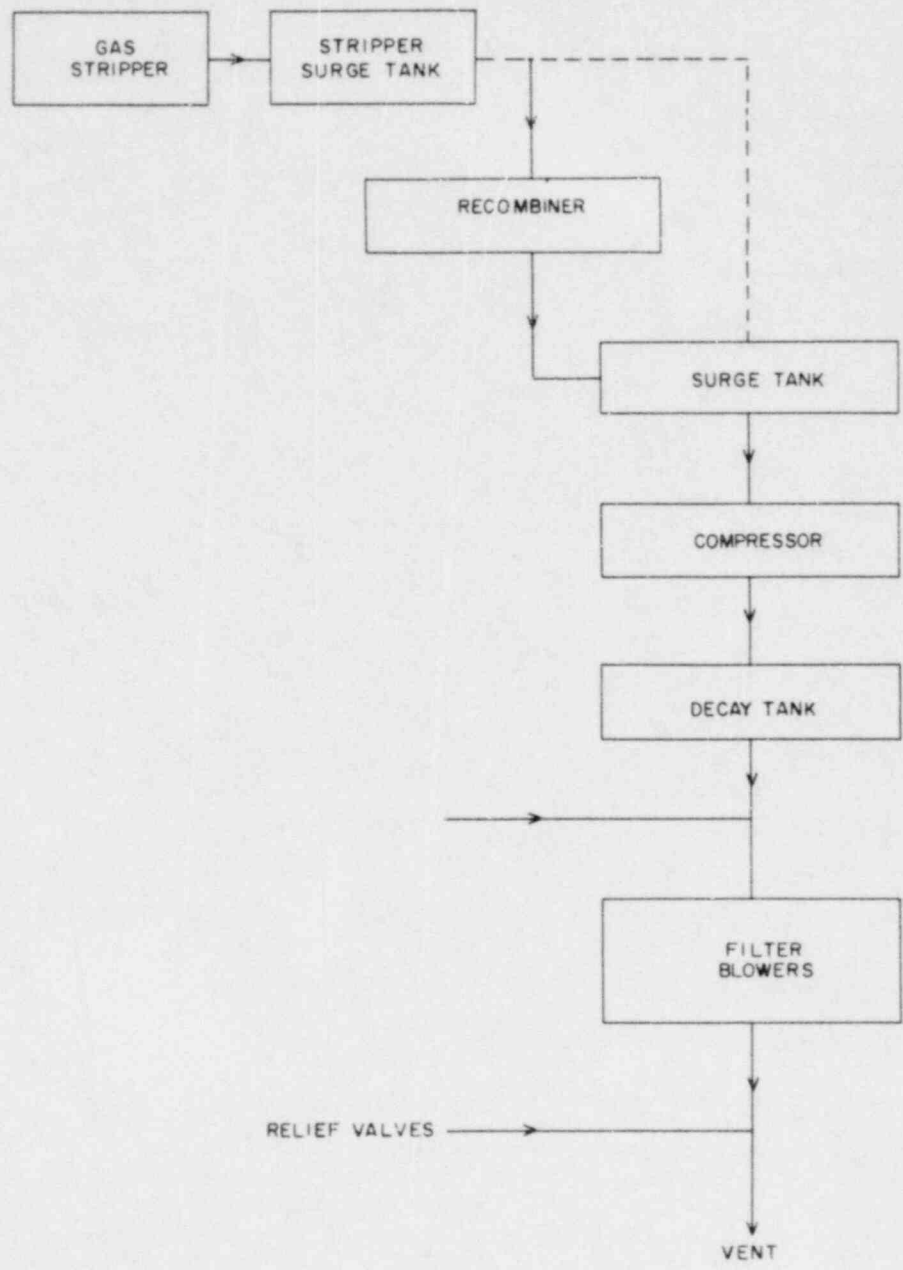 GAS
STRIPPER
STRIPPER
SURGE TANK
RECOMBINER
SURGE TANK
COMPRESSOR
DECAY TANK
FILTER
BLOWERS
RELIEF VALVES
VENT